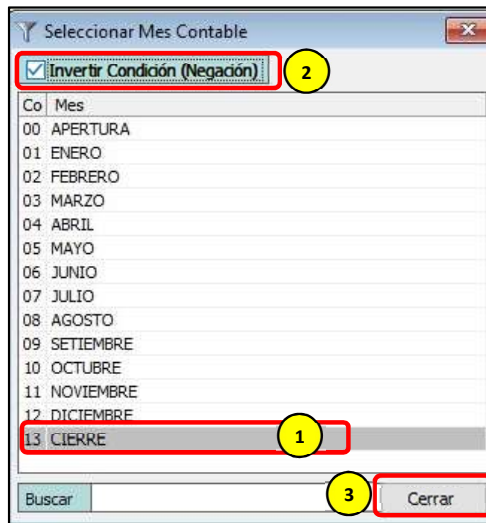 Seleccionar Mes Contable
Invertir Condición (Negación)
2
Co Mes
00 APERTURA
01 ENERO
02 FEBRERO
03 MARZO
04 ABRIL
05 MAYO
06 JUNIO
07 JULIO
08 AGOSTO
09 SETIEMBRE
10 OCTUBRE
11 NOVIEMBRE
12 DICIEMBRE
13 CIERRE 1
Buscar 3 Cerrar